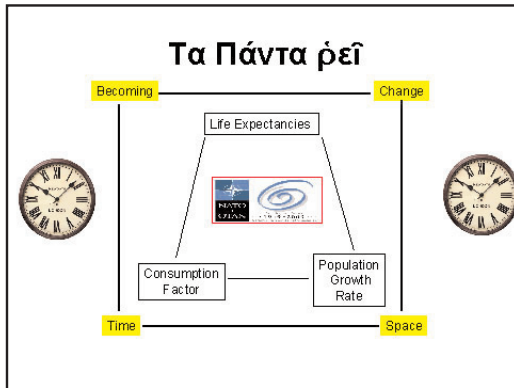 Τα Πάντα ῥεῖ
Becoming
Change
Life Expectancies
NATO
OTAN
Consumption
Factor
Population
Growth
Rate
Time
Space